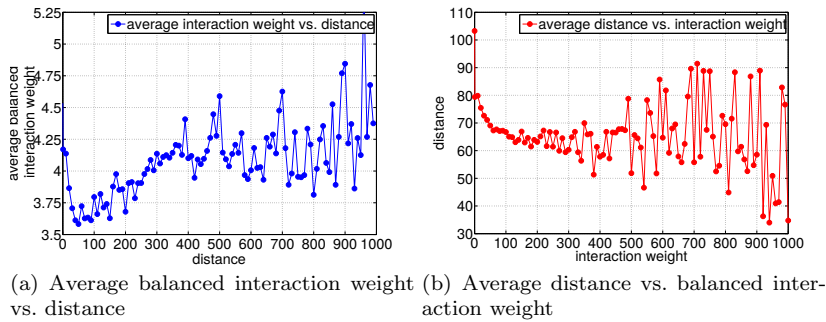 average interaction weight vs. distance
5.25
4.75
4.5
4.25
4
3.75
3.5
average balanced
interaction weight
0 100 200 300 400 500 600 700 800 900 1000
distance
average distance vs. interaction weight
110
100
90
80
70
60
50
40
30
distance
0 100 200 300 400 500 600 700 800 900 1000
interaction weight
(a) Average balanced interaction weight
vs. distance
(b) Average distance vs. balanced inter-
action weight